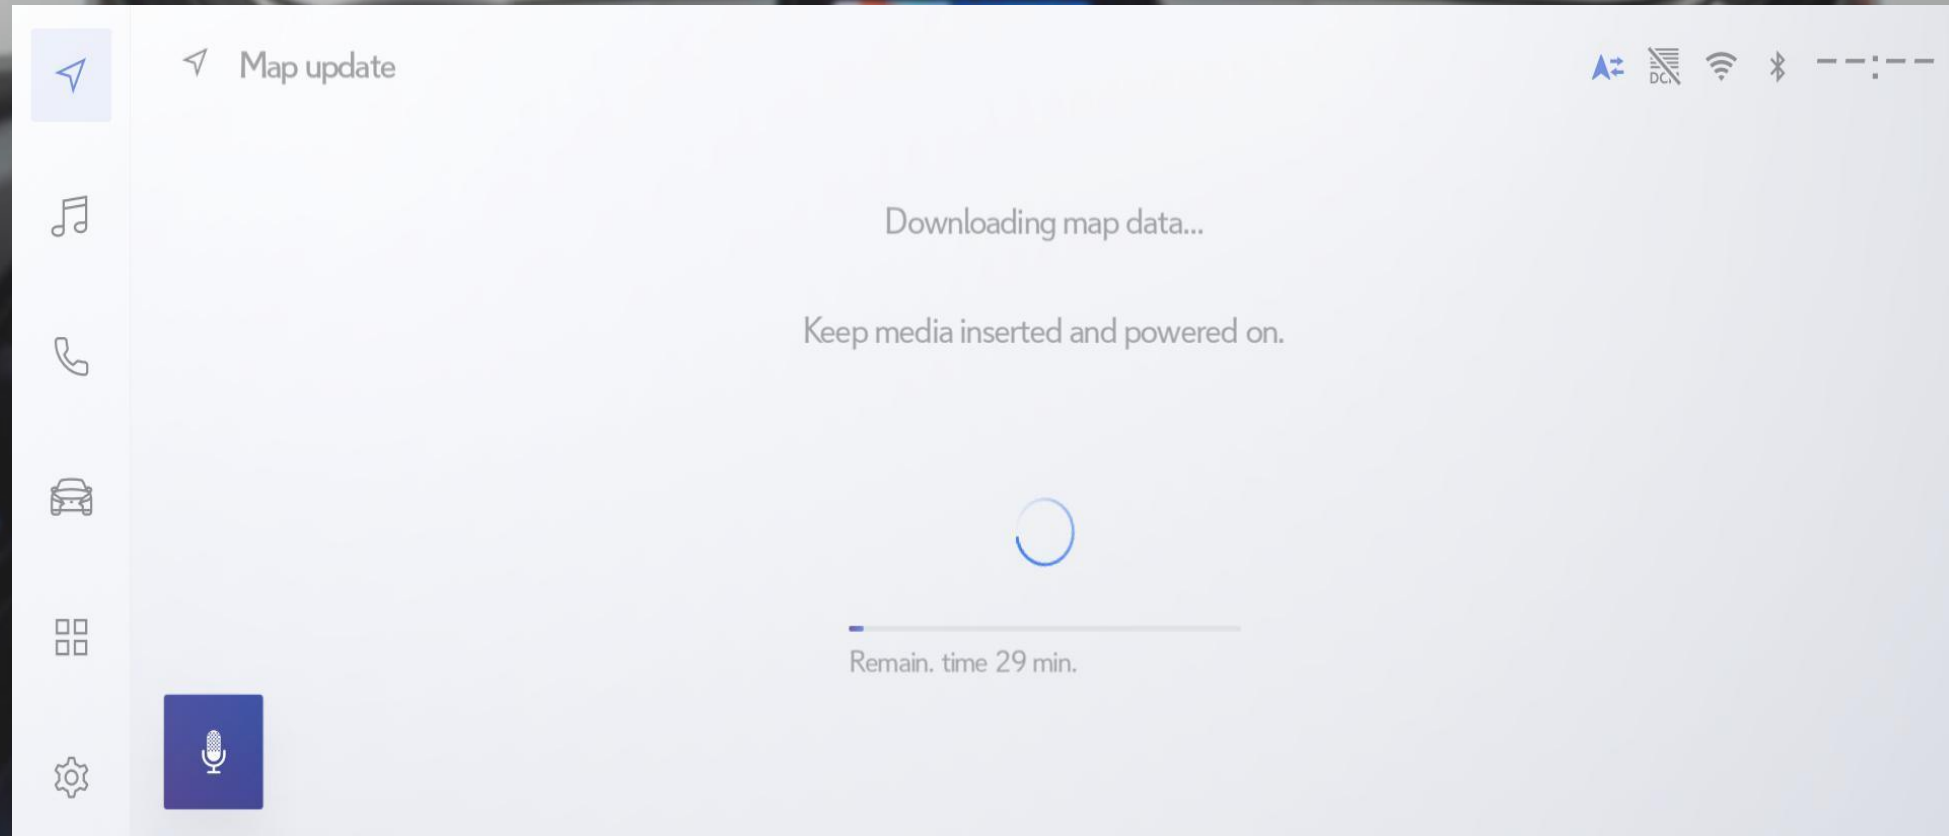 Map update
--:--
Downloading map data...
Keep media inserted and powered on.
Remain. time 29 min.